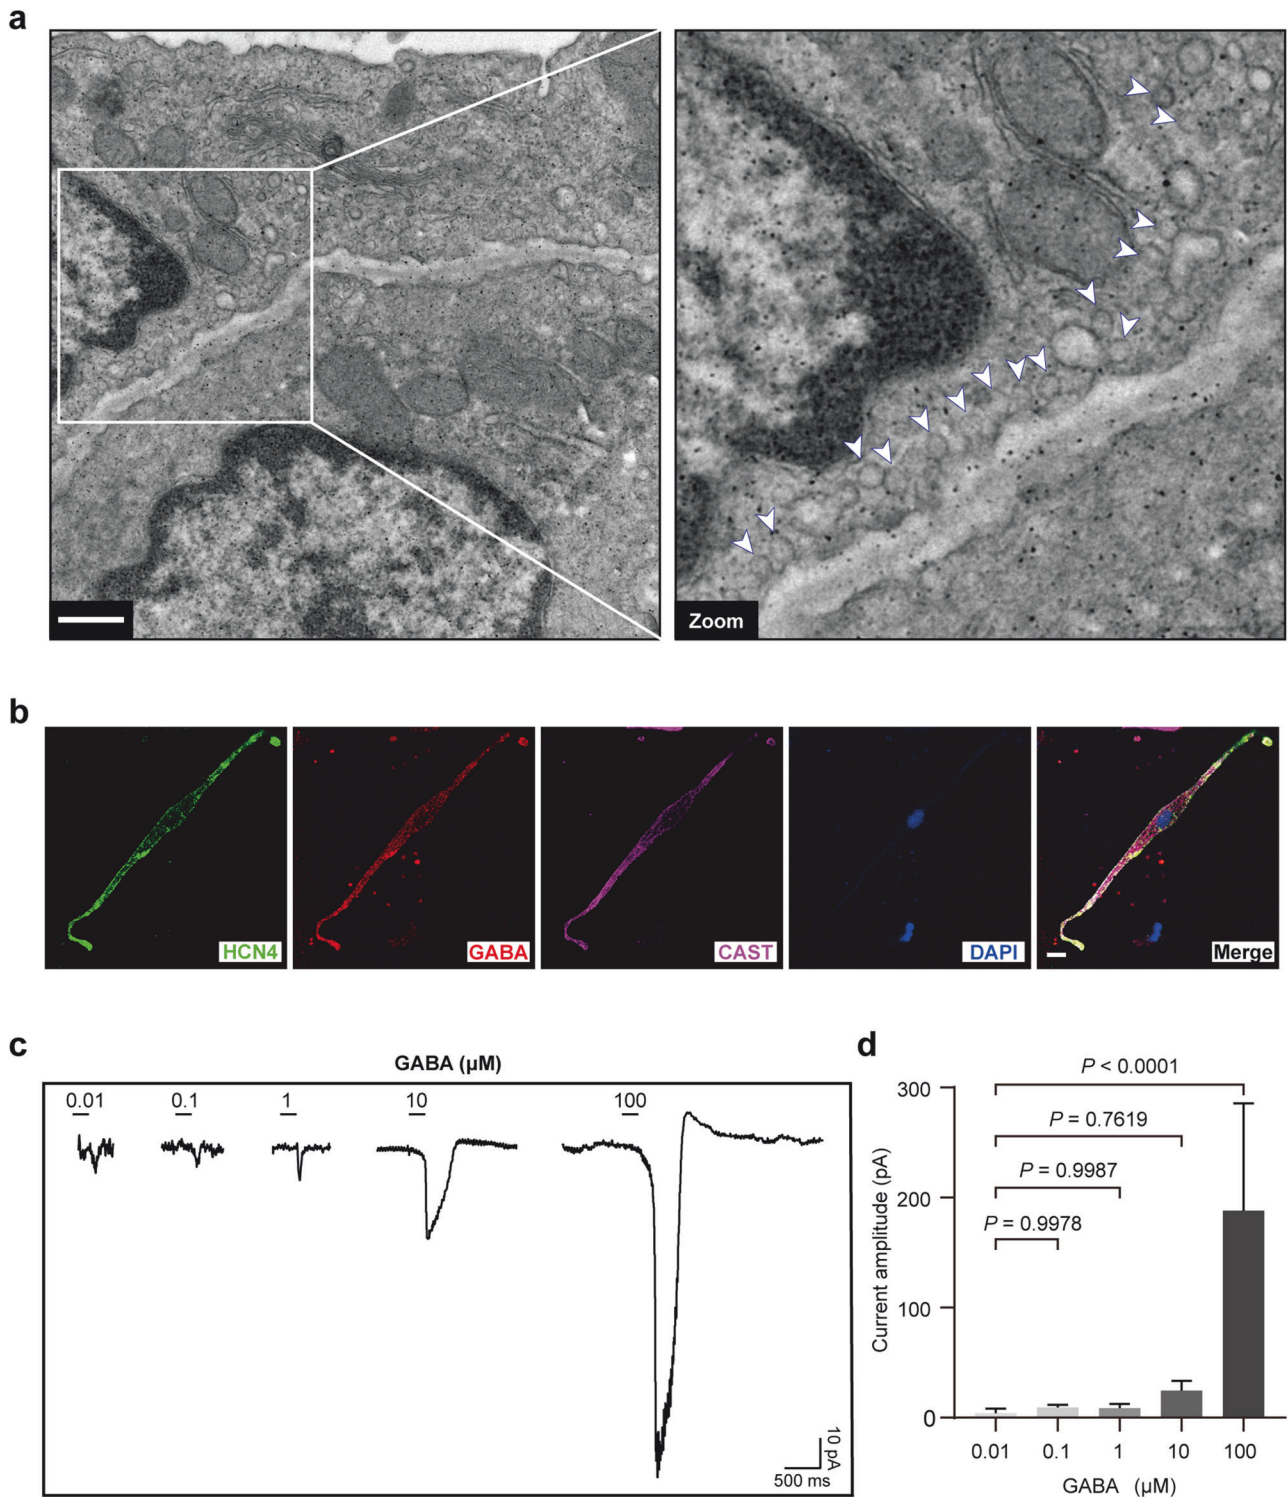 a
Zoom
b
HCN4
GABA
CAST
DAPI
Merge
c
GABA (µM)
0.01 0.1 1 10 100
10 pA
500 ms
d
P < 0.0001
P = 0.7619
P = 0.9987
P = 0.9978
Current amplitude (pA)
300
200
100
0
0.01 0.1 1 10 100
GABA (µM)